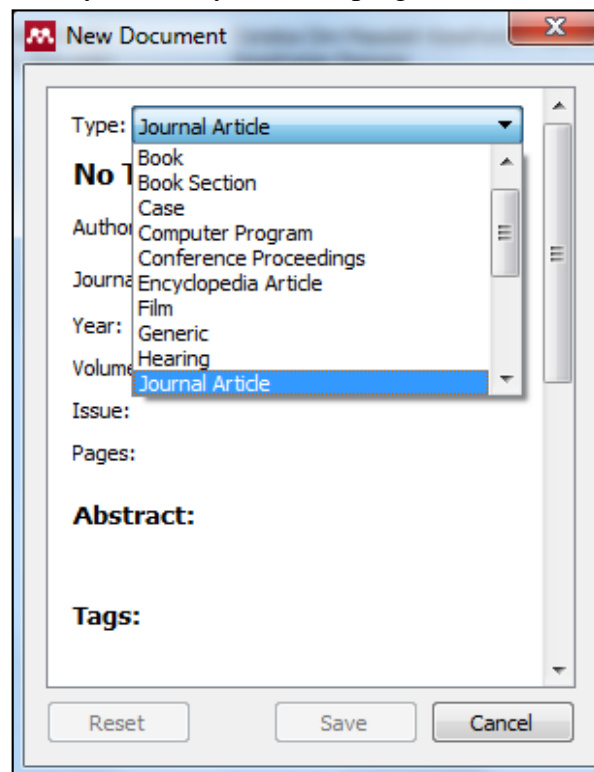 New Document
Type: Journal Article
Book
No
Book Section
Case
Computer Program
Conference Proceedings
Encyclopedia Article
Film
Year:
Generic
Hearing
Journal Article
Issue:
Pages:
Abstract:
Tags:
Reset Save Cancel